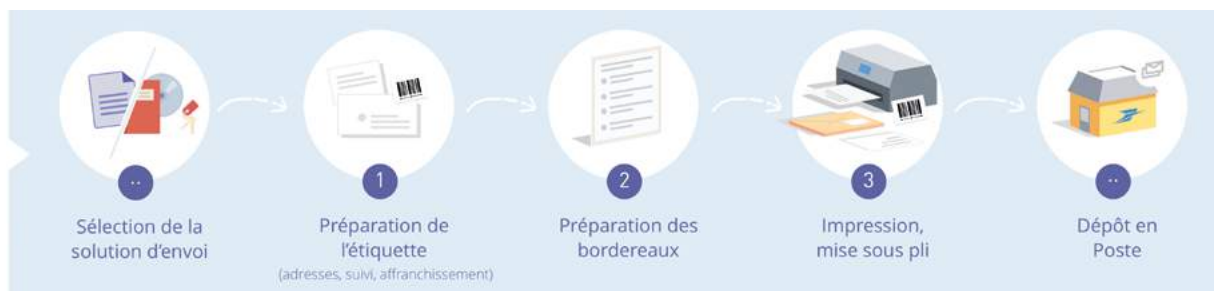 ..
Sélection de la
solution d'envoi
1
Préparation de
l'étiquette
(adresses, suivi, affranchissement)
2
Préparation des
bordereaux
3
Impression,
mise sous pli
..
Dépôt en
Poste